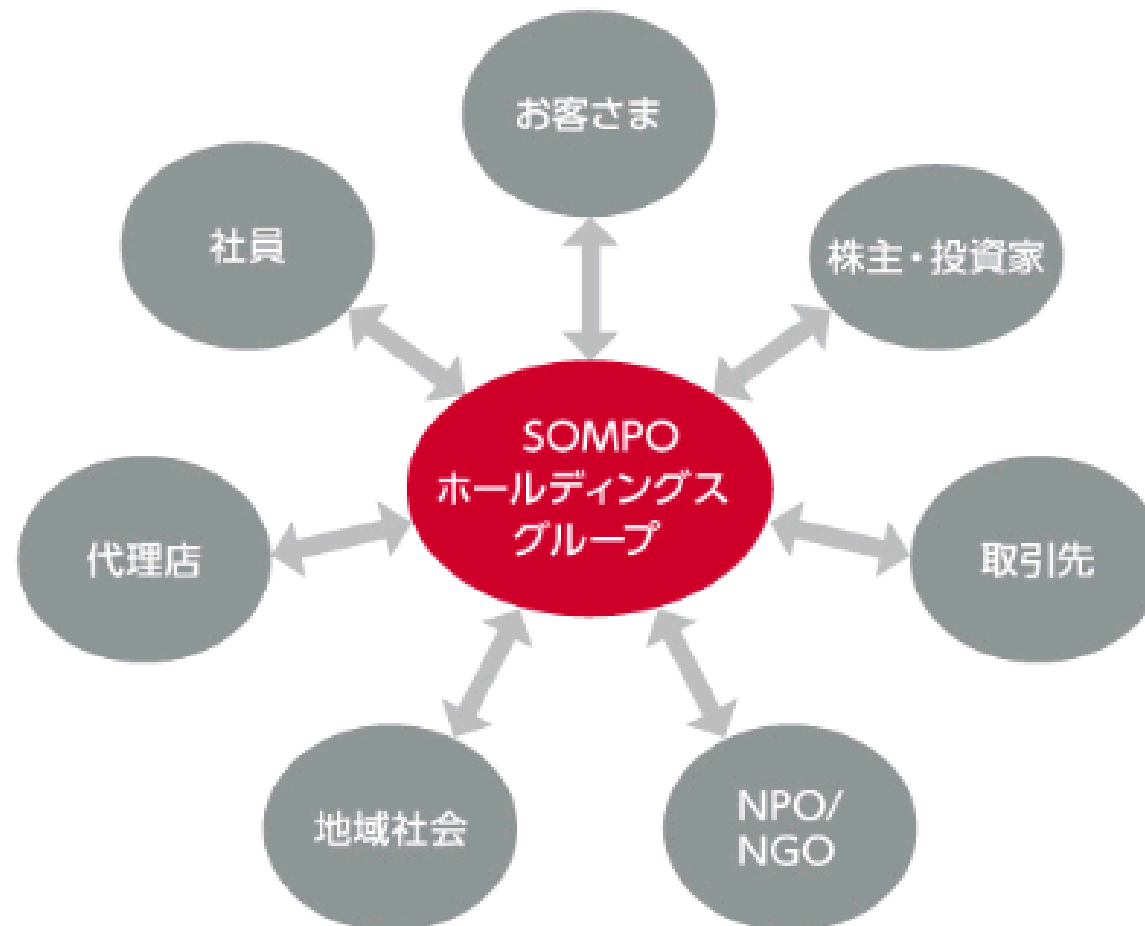 お客さま
社員
株主・投資家
SOMPO
ホールディングス
グループ
代理店
取引先
地域社会
NPO/
NGO